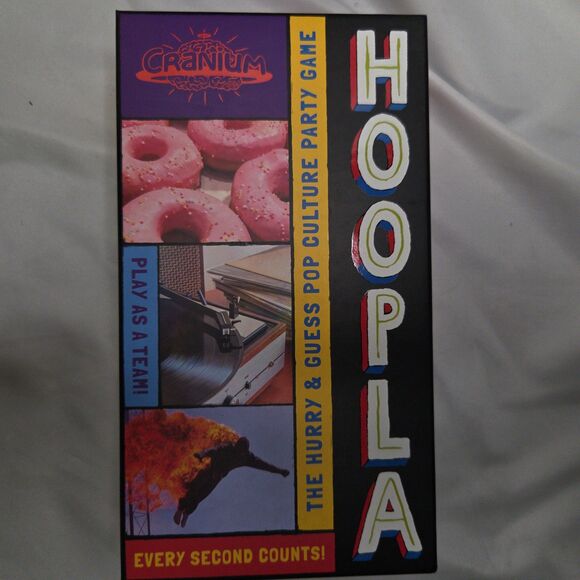 CRANIUM
HOOPLA
THE HURRY & GUESS POP CULTURE PARTY GAME
PLAY AS A TEAM!
EVERY SECOND COUNTS!